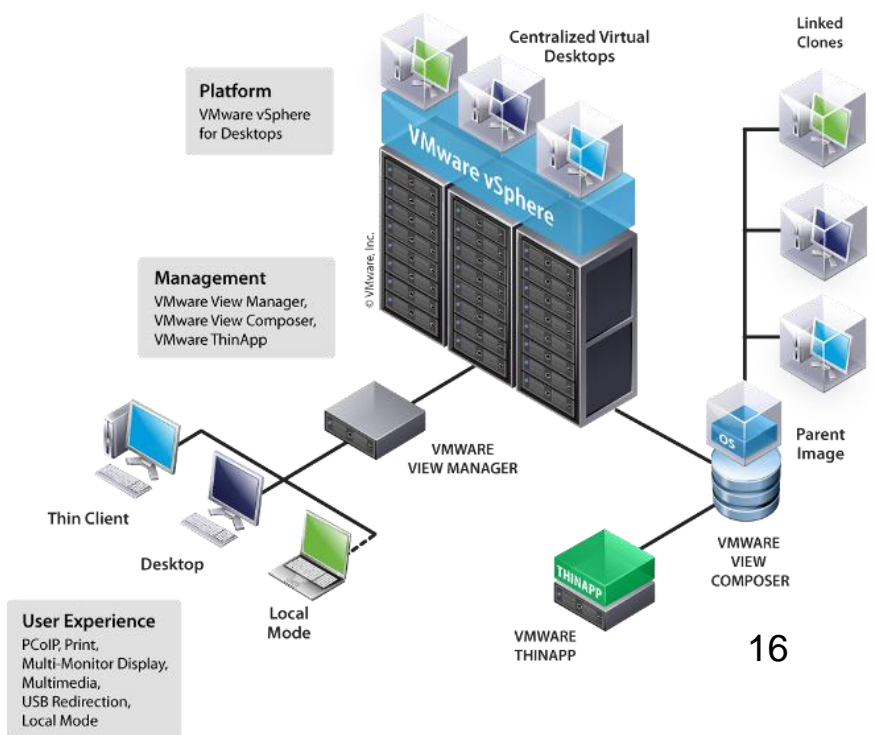 Centralized Virtual
Desktops
Linked
Clones
Platform
VMware vSphere
for Desktops
VMware vSphere
© VMware, Inc.
Management
VMware View Manager,
VMware View Composer,
VMware ThinApp
VMWARE
VIEW MANAGER
OS
Parent
Image
Thin Client
Desktop
Local
Mode
THINAPP
VMWARE
THINAPP
VMWARE
VIEW
COMPOSER
User Experience
PCoIP, Print,
Multi-Monitor Display,
Multimedia,
USB Redirection,
Local Mode
16